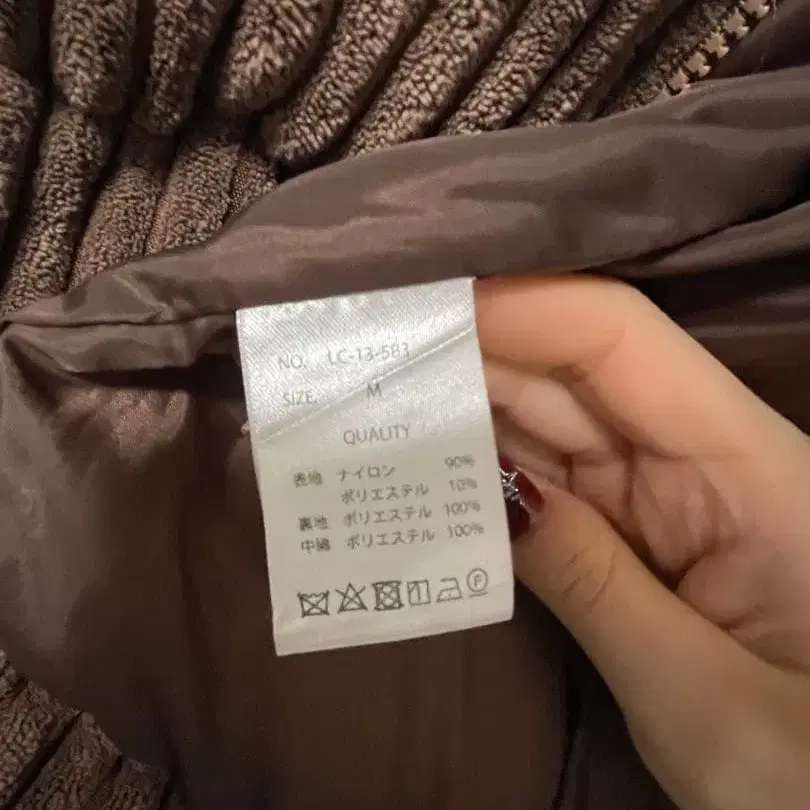 NO. LC-13-583
SIZE. M
QUALITY
表地 ナイロン 90%
ポリエステル 10%
裏地 ポリエステル 100%
中綿 ポリエステル 100%
F